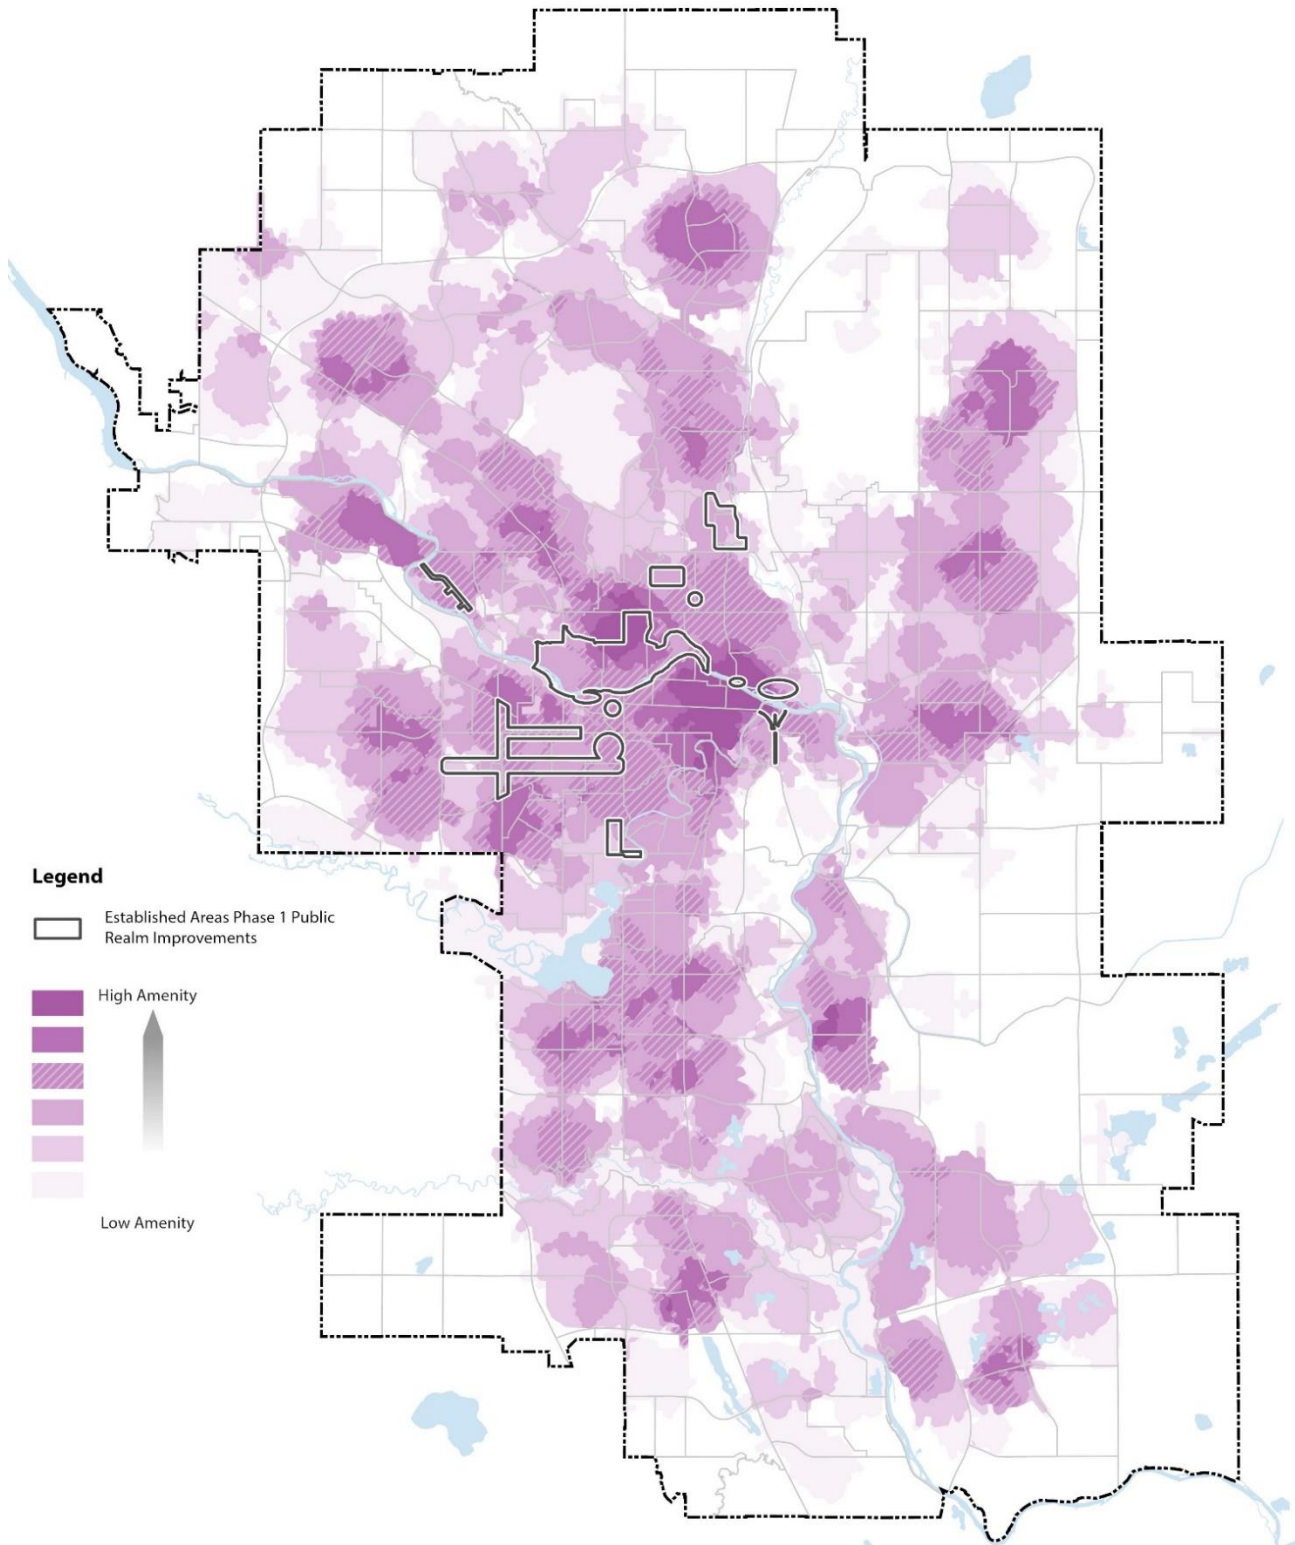 Legend
Established Areas Phase 1 Public
Realm Improvements
High Amenity
Low Amenity